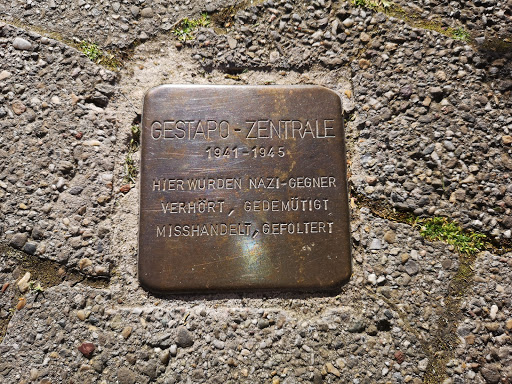 GESTAPO - ZENTRALE
1941-1945
HIER WURDEN NAZI-GEGNER
VERHÖRT, GEDEMÜTIGT
MISSHANDELT, GEFOLTERT